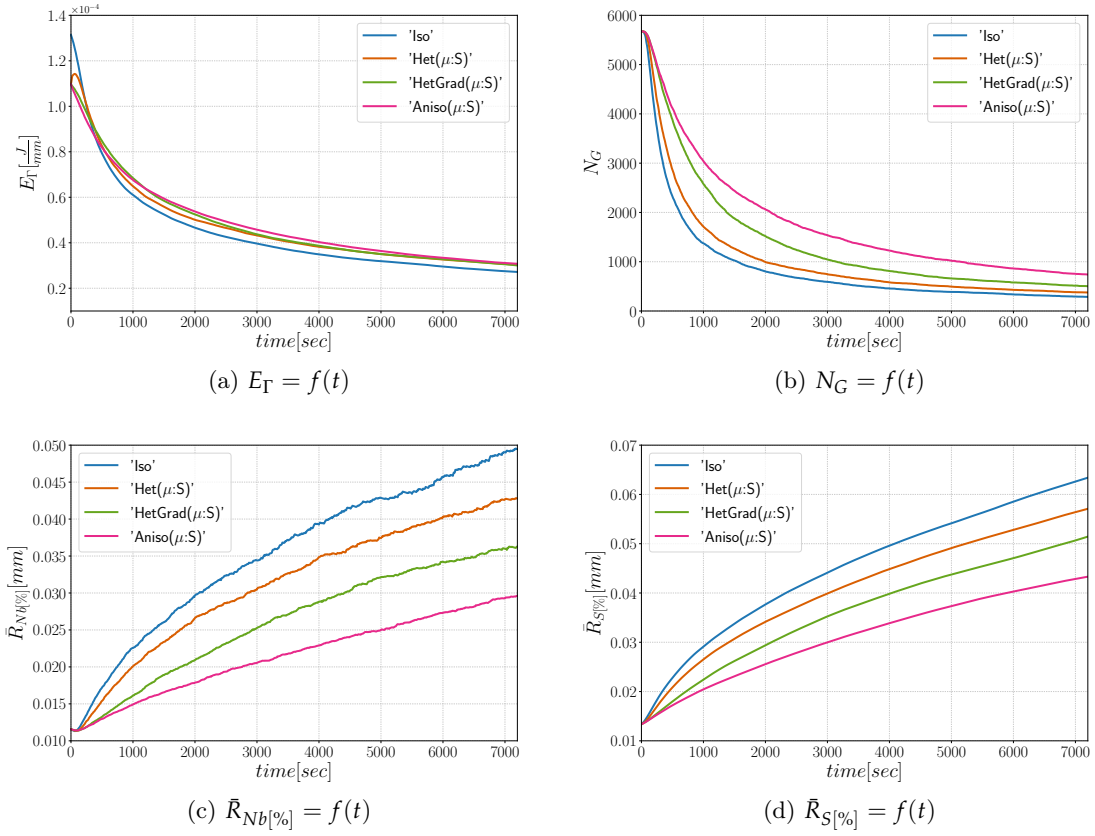 1e−4
1.4
1.2
1.0
0.8
0.6
0.4
0.2
E_Γ[J/mm]
'Iso'
'Het(μ:S)'
'HetGrad(μ:S)'
'Aniso(μ:S)'
0 1000 2000 3000 4000 5000 6000 7000
time[sec]
(a) E_Γ = f(t)
6000
5000
4000
3000
2000
1000
0
N_G
'Iso'
'Het(μ:S)'
'HetGrad(μ:S)'
'Aniso(μ:S)'
0 1000 2000 3000 4000 5000 6000 7000
time[sec]
(b) N_G = f(t)
0.050
0.045
0.040
0.035
0.030
0.025
0.020
0.015
0.010
R̄_Nb[%][mm]
'Iso'
'Het(μ:S)'
'HetGrad(μ:S)'
'Aniso(μ:S)'
0 1000 2000 3000 4000 5000 6000 7000
time[sec]
(c) R̄_Nb[%] = f(t)
0.07
0.06
0.05
0.04
0.03
0.02
0.01
R̄_S[%][mm]
'Iso'
'Het(μ:S)'
'HetGrad(μ:S)'
'Aniso(μ:S)'
0 1000 2000 3000 4000 5000 6000 7000
time[sec]
(d) R̄_S[%] = f(t)